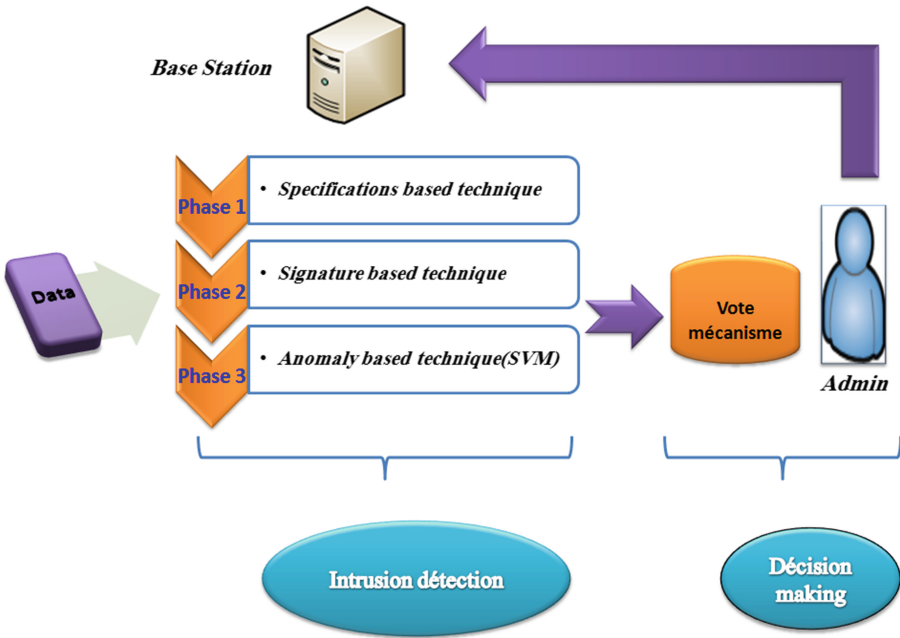 Base Station
Phase 1
• Specifications based technique
Phase 2
• Signature based technique
Data
Phase 3
• Anomaly based technique(SVM)
Vote
mécanisme
Admin
Intrusion détection
Décision
making